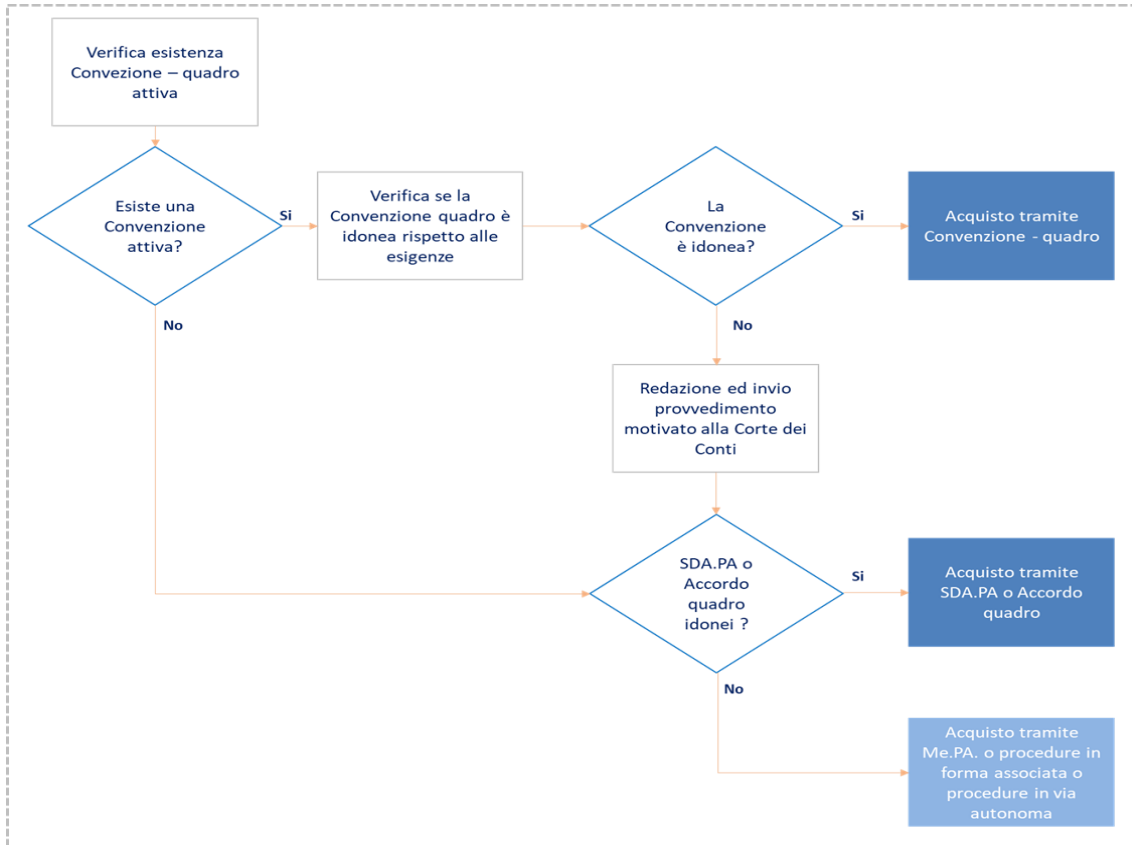 Verifica esistenza
Convezione – quadro
attiva
Esiste una
Convenzione
attiva?
Si
Verifica se la
Convenzione quadro è
idonea rispetto alle
esigenze
La
Convenzione
è idonea?
Si
Acquisto tramite
Convenzione - quadro
No
No
Redazione ed invio
provvedimento
motivato alla Corte dei
Conti
SDA.PA o
Accordo
quadro
idonei ?
Si
Acquisto tramite
SDA.PA o Accordo
quadro
No
Acquisto tramite
Me.PA. o procedure in
forma associata o
procedure in via
autonoma